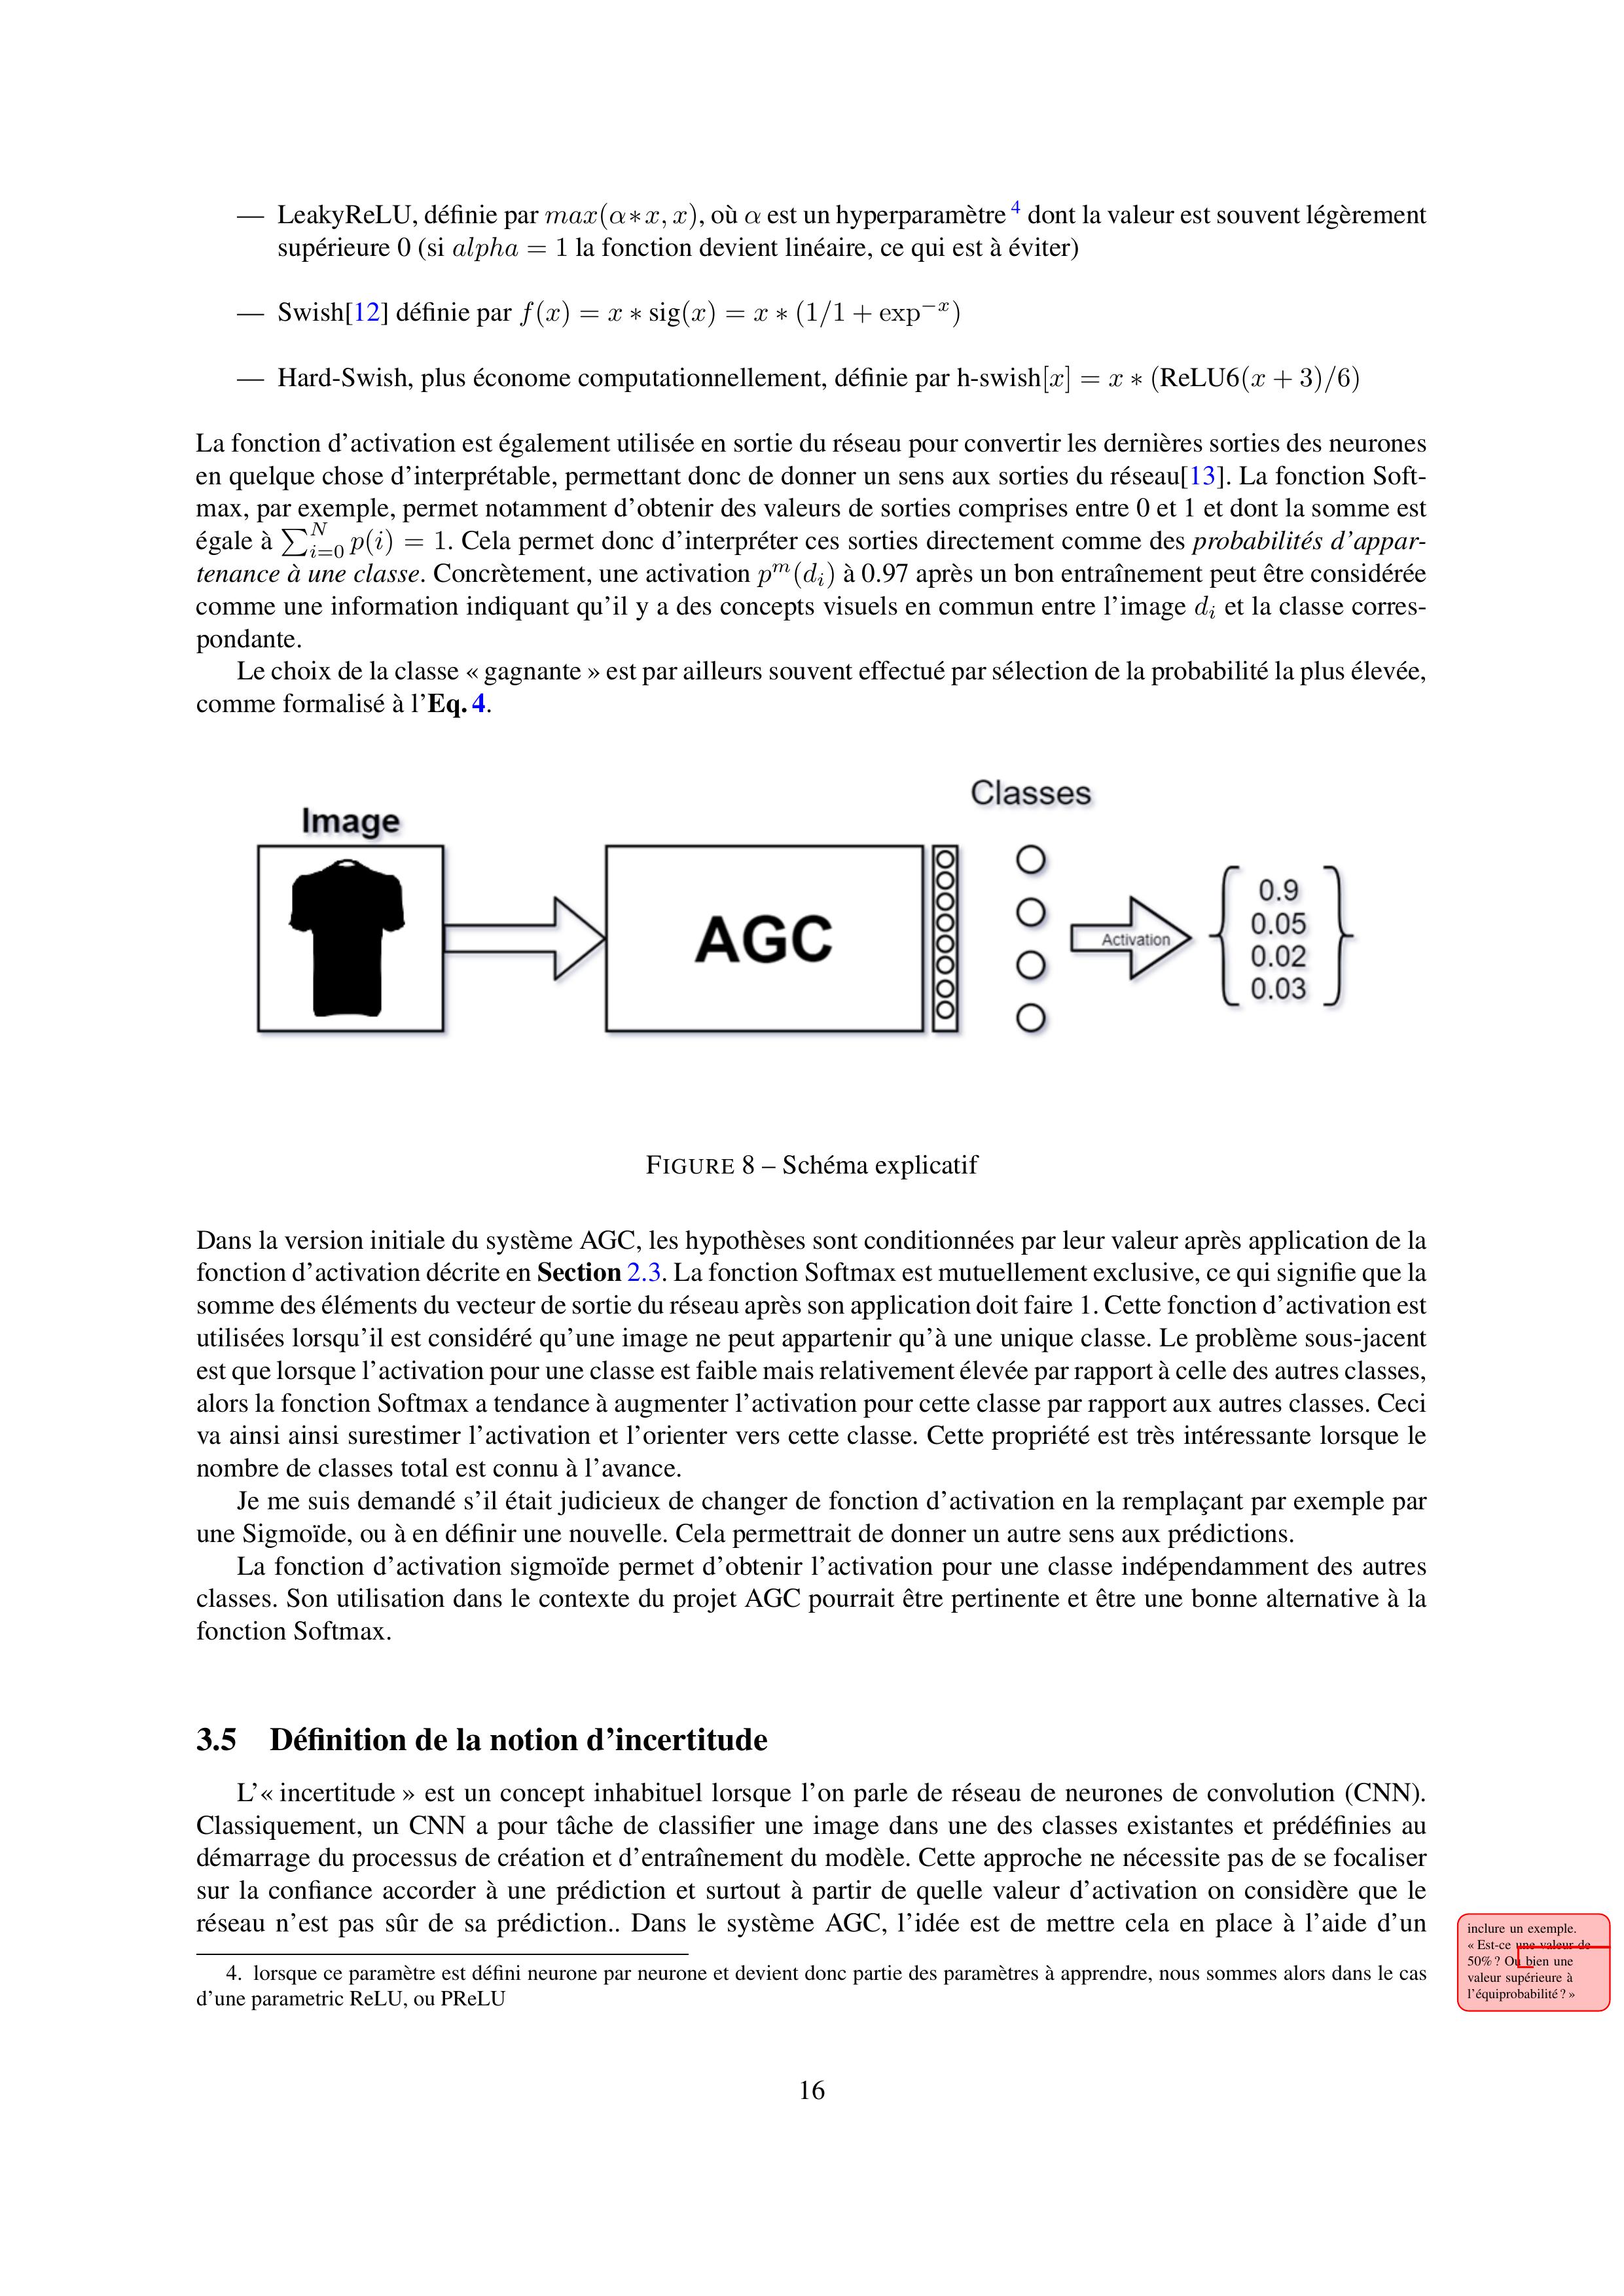 — LeakyReLU, définie par max(α∗x, x), où α est un hyperparamètre 4 dont la valeur est souvent légèrement
supérieure 0 (si alpha = 1 la fonction devient linéaire, ce qui est à éviter)
— Swish[12] définie par f(x) = x ∗ sig(x) = x ∗ (1/1 + exp^−x)
— Hard-Swish, plus économe computationnellement, définie par h-swish[x] = x ∗ (ReLU6(x + 3)/6)
La fonction d'activation est également utilisée en sortie du réseau pour convertir les dernières sorties des neurones
en quelque chose d'interprétable, permettant donc de donner un sens aux sorties du réseau[13]. La fonction Soft-
max, par exemple, permet notamment d'obtenir des valeurs de sorties comprises entre 0 et 1 et dont la somme est
égale à ∑_{i=0}^{N} p(i) = 1. Cela permet donc d'interpréter ces sorties directement comme des probabilités d'appar-
tenance à une classe. Concrètement, une activation p^m(d_i) à 0.97 après un bon entraînement peut être considérée
comme une information indiquant qu'il y a des concepts visuels en commun entre l'image d_i et la classe corres-
pondante.
Le choix de la classe « gagnante » est par ailleurs souvent effectué par sélection de la probabilité la plus élevée,
comme formalisé à l'Eq. 4.
Classes
Image
AGC
Activation
0.9
0.05
0.02
0.03
FIGURE 8 – Schéma explicatif
Dans la version initiale du système AGC, les hypothèses sont conditionnées par leur valeur après application de la
fonction d'activation décrite en Section 2.3. La fonction Softmax est mutuellement exclusive, ce qui signifie que la
somme des éléments du vecteur de sortie du réseau après son application doit faire 1. Cette fonction d'activation est
utilisées lorsqu'il est considéré qu'une image ne peut appartenir qu'à une unique classe. Le problème sous-jacent
est que lorsque l'activation pour une classe est faible mais relativement élevée par rapport à celle des autres classes,
alors la fonction Softmax a tendance à augmenter l'activation pour cette classe par rapport aux autres classes. Ceci
va ainsi ainsi surestimer l'activation et l'orienter vers cette classe. Cette propriété est très intéressante lorsque le
nombre de classes total est connu à l'avance.
Je me suis demandé s'il était judicieux de changer de fonction d'activation en la remplaçant par exemple par
une Sigmoïde, ou à en définir une nouvelle. Cela permettrait de donner un autre sens aux prédictions.
La fonction d'activation sigmoïde permet d'obtenir l'activation pour une classe indépendamment des autres
classes. Son utilisation dans le contexte du projet AGC pourrait être pertinente et être une bonne alternative à la
fonction Softmax.
3.5 Définition de la notion d'incertitude
L'« incertitude » est un concept inhabituel lorsque l'on parle de réseau de neurones de convolution (CNN).
Classiquement, un CNN a pour tâche de classifier une image dans une des classes existantes et prédéfinies au
démarrage du processus de création et d'entraînement du modèle. Cette approche ne nécessite pas de se focaliser
sur la confiance accorder à une prédiction et surtout à partir de quelle valeur d'activation on considère que le
réseau n'est pas sûr de sa prédiction.. Dans le système AGC, l'idée est de mettre cela en place à l'aide d'un
inclure un exemple.
« Est-ce une valeur de
50% ? Ou bien une
valeur supérieure à
l'équiprobabilité ? »
4. lorsque ce paramètre est défini neurone par neurone et devient donc partie des paramètres à apprendre, nous sommes alors dans le cas
d'une parametric ReLU, ou PReLU
16